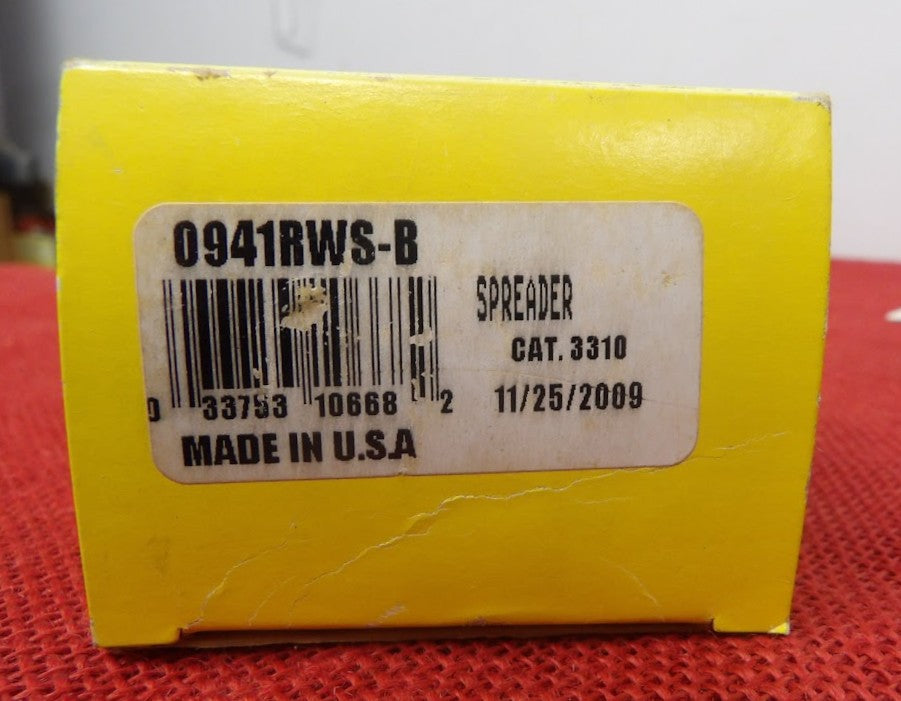 0941RWS-B
SPREADER
CAT. 3310
0 33753 10668 2
11/25/2009
MADE IN U.S.A